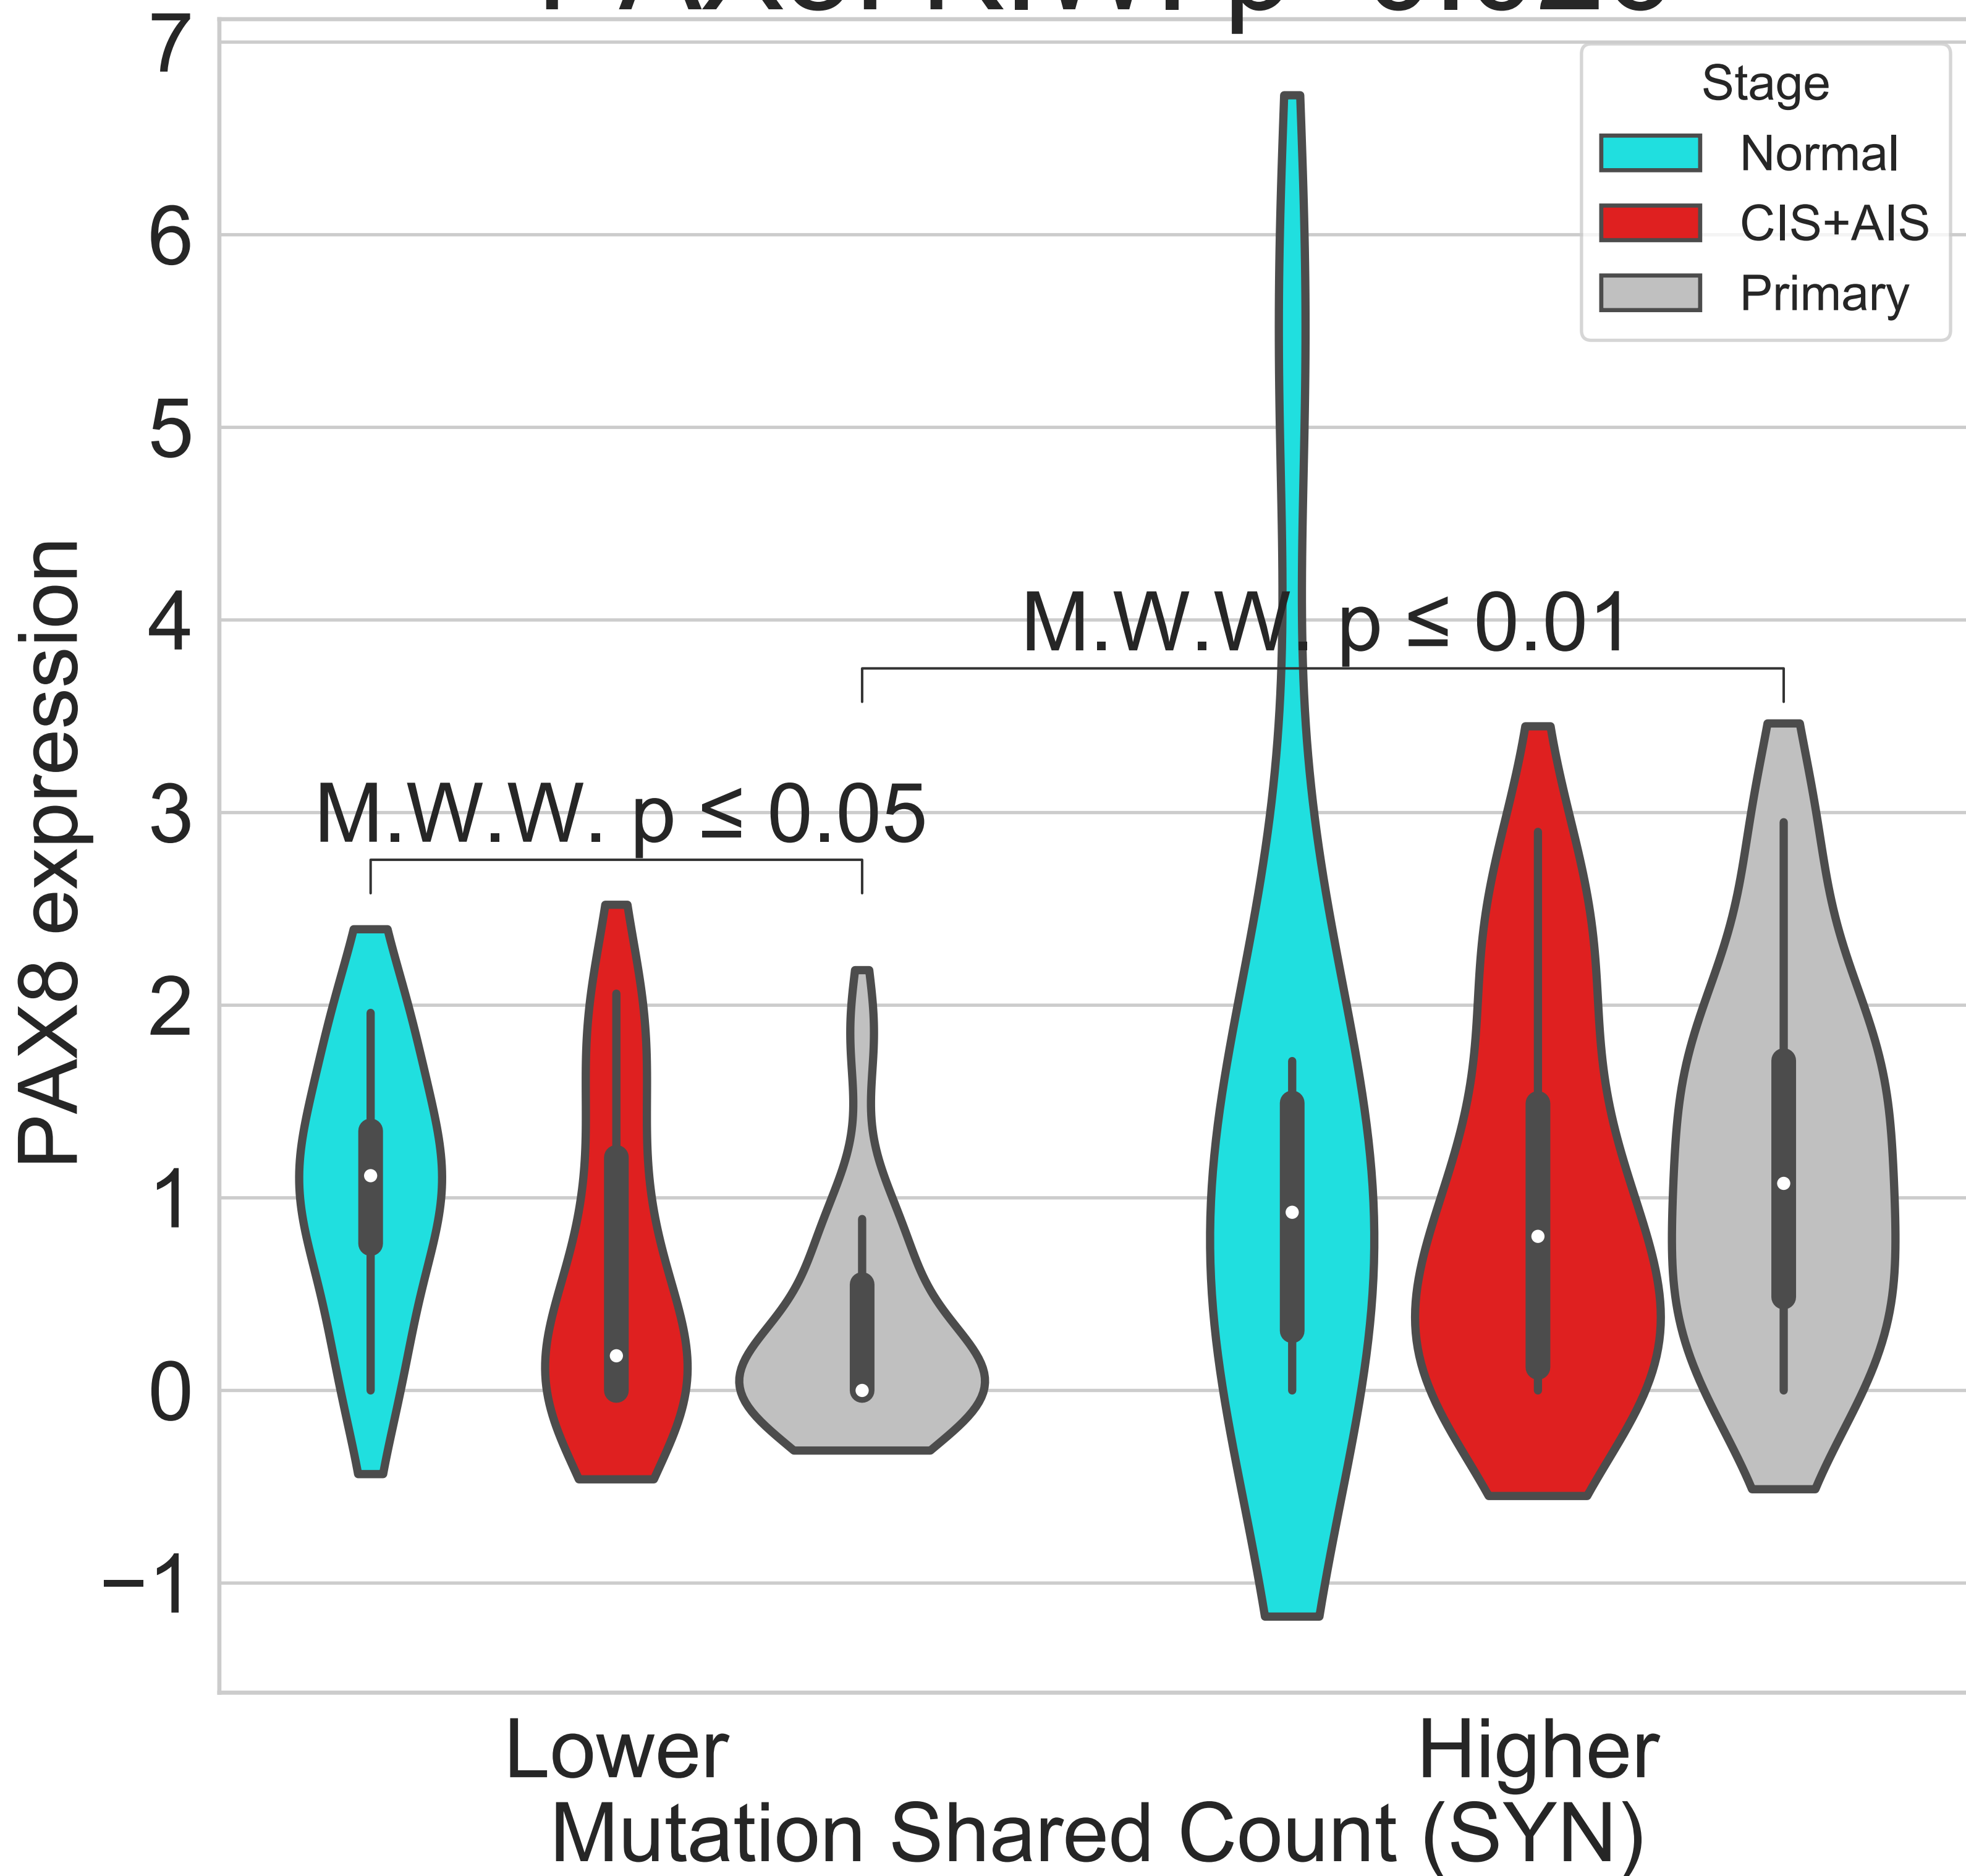 7
6
5
4
3
2
1
0
−1
PAX8 expression
Stage
Normal
CIS+AIS
Primary
M.W.W. p ≤ 0.01
M.W.W. p ≤ 0.05
Lower Higher
Mutation Shared Count (SYN)